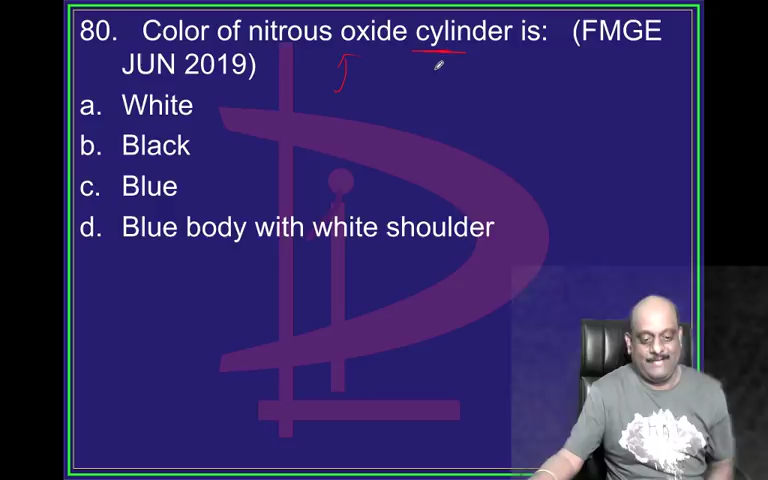 80. Color of nitrous oxide cylinder is: (FMGE
JUN 2019)
a. White
b. Black
c. Blue
d. Blue body with white shoulder